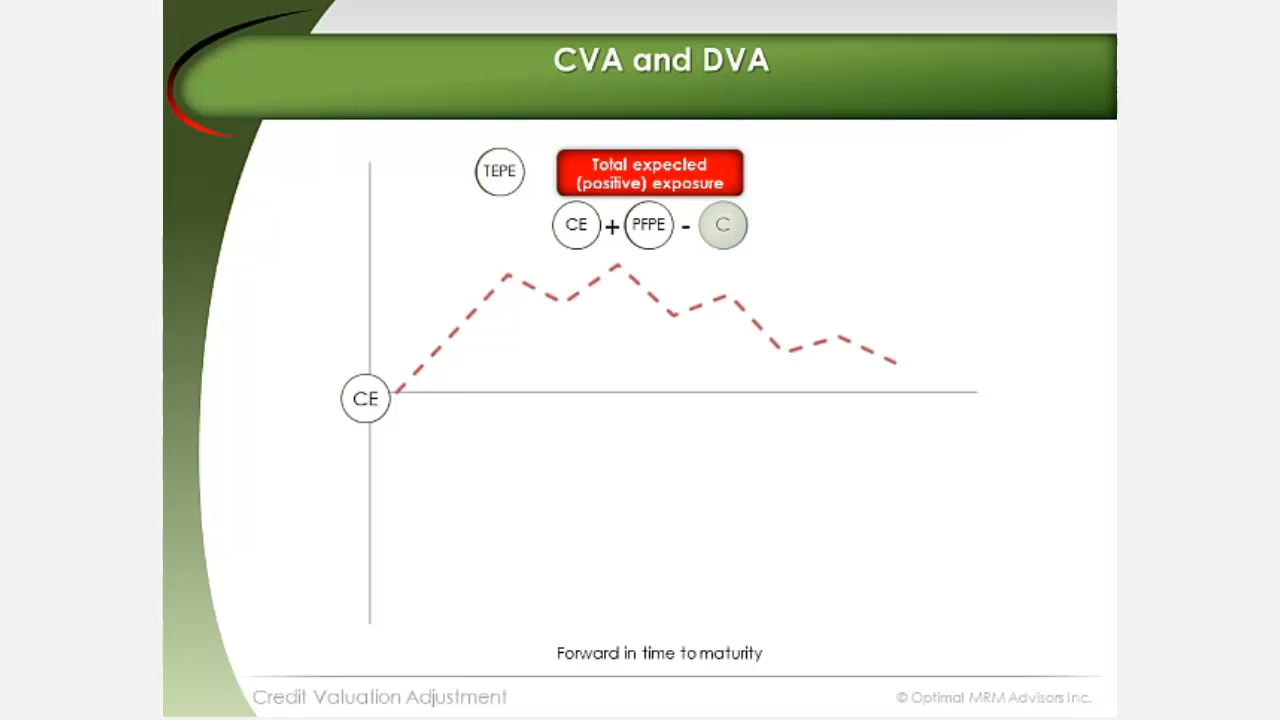 CVA and DVA
TEPE
Total expected
(positive) exposure
CE + PFPE - C
CE
Forward in time to maturity
Credit Valuation Adjustment
© Optimal MRM Advisors Inc.